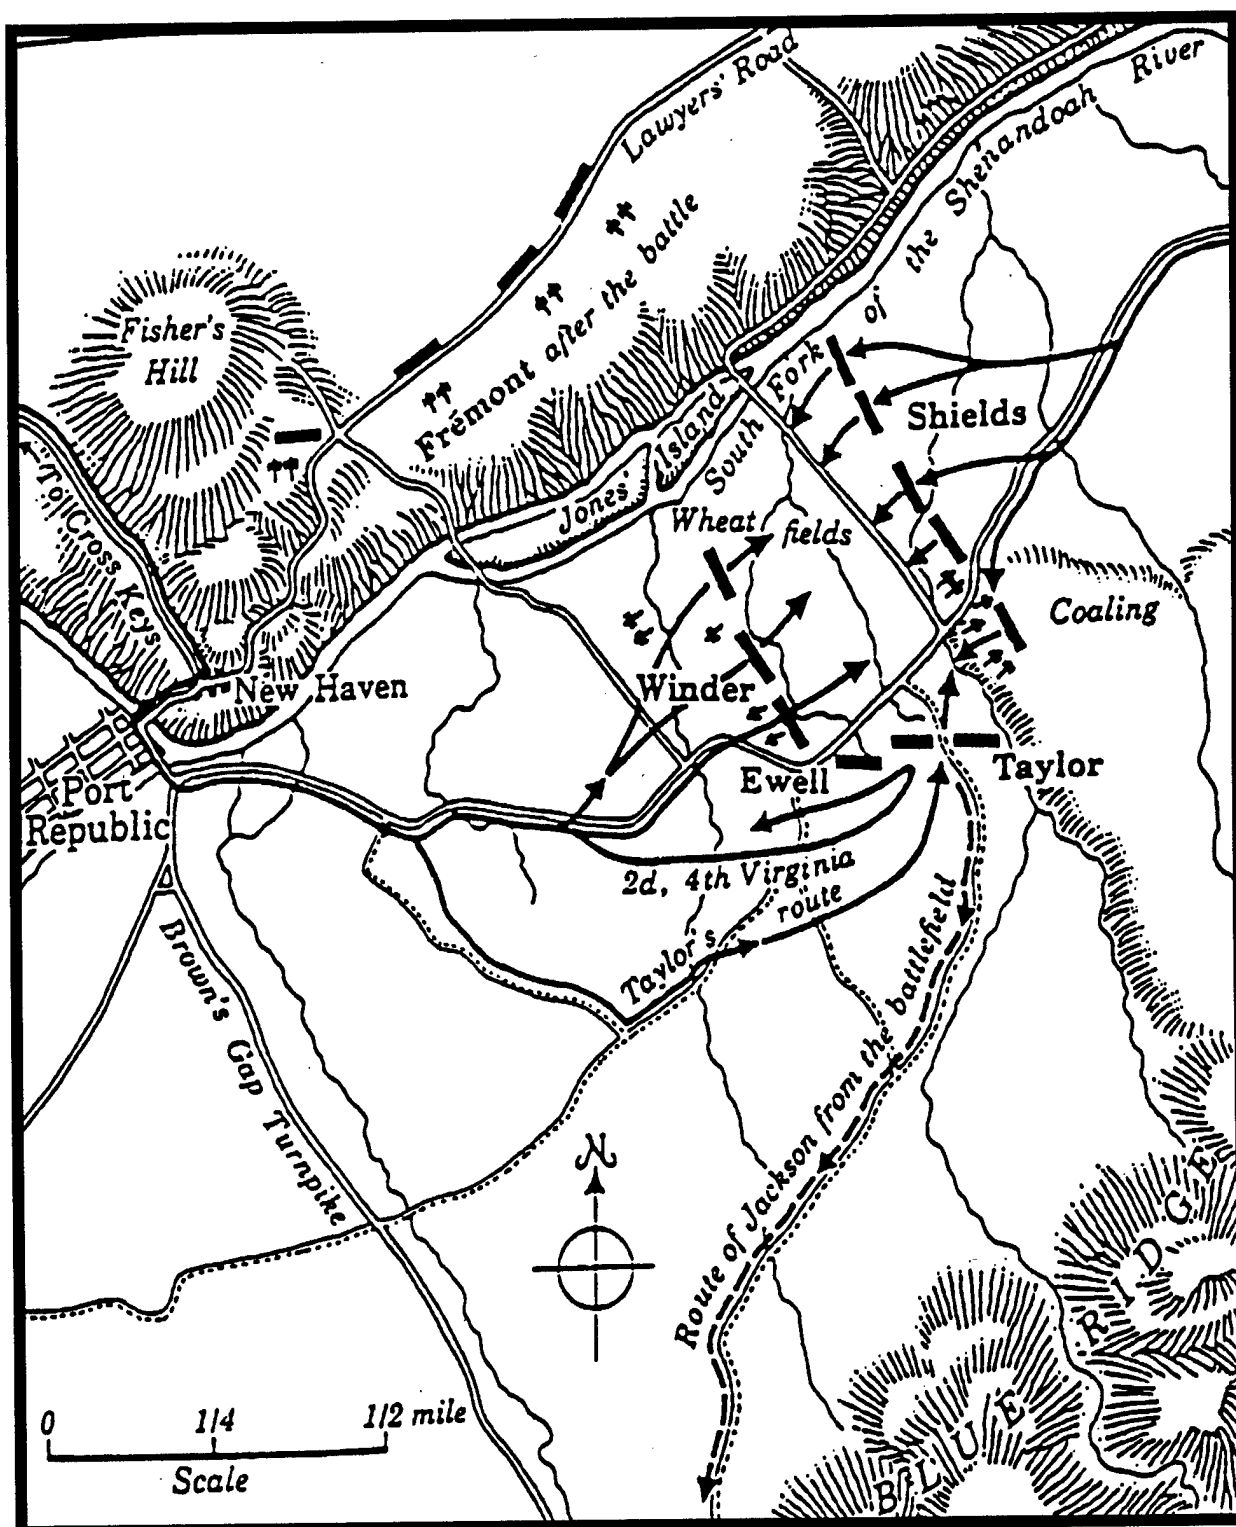 Lawyers' Road
River
Shenandoah
the
of
Fork
South
Frémont after the battle
Fisher's
Hill
Island
Jones'
Shields
Wheat fields
"To Cross Keys"
Coaling
New Haven
Winder
Port
Republic
Ewell
Taylor
2d, 4th Virginia
Taylor's route
Brown's Gap Turnpike
Route of Jackson from the battlefield
N
BLUE RIDGE
0 1/4 1/2 mile
Scale